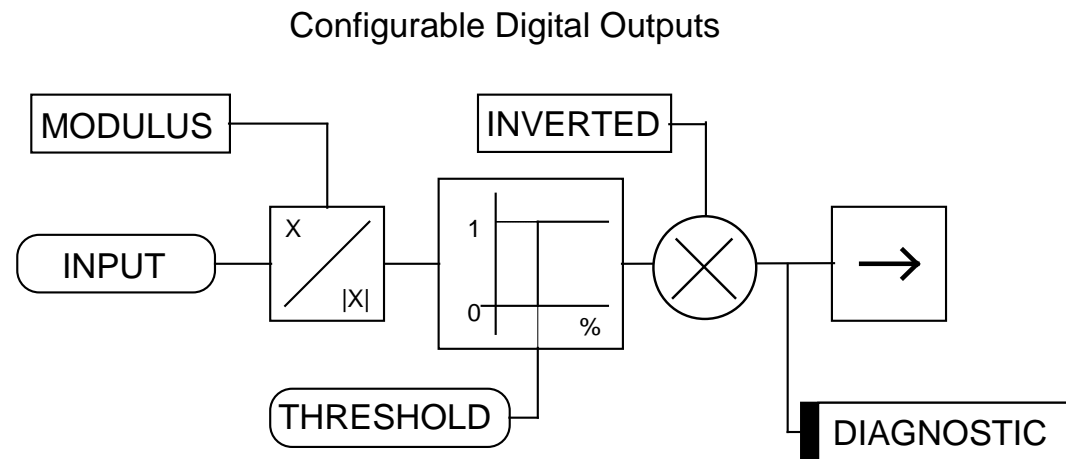 Configurable Digital Outputs
MODULUS
INVERTED
X
|X|
1
0
%
INPUT
THRESHOLD
DIAGNOSTIC